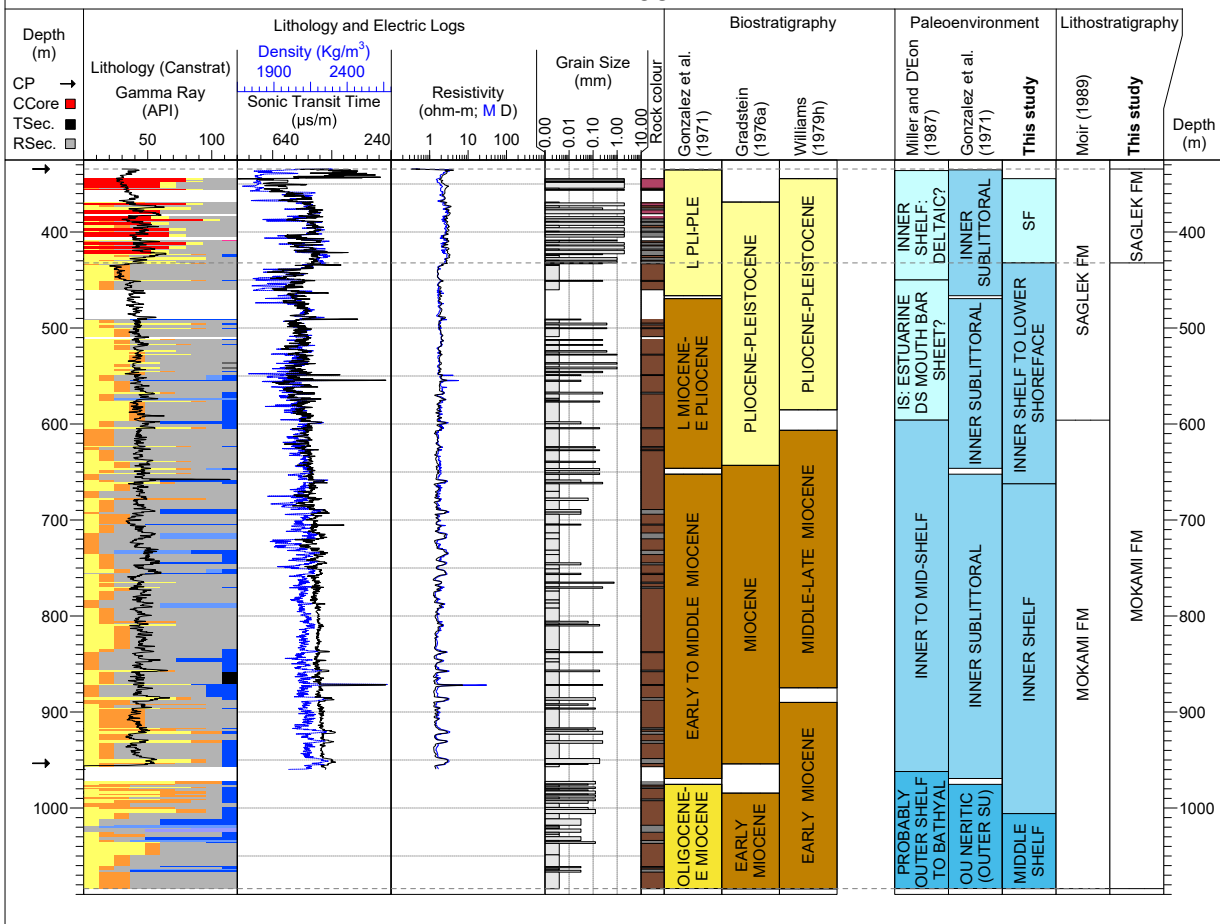 Lithology and Electric Logs
Biostratigraphy
Paleoenvironment
Lithostratigraphy
Depth
(m)
CP →
CCore
TSec.
RSec.
Lithology (Canstrat)
Gamma Ray
(API)
50 100
Density (Kg/m³)
1900 2400
Sonic Transit Time
(µs/m)
640 240
Resistivity
(ohm-m; M D)
1 10 100
Grain Size
(mm)
0.00
0.01
0.10
1.00
10.00
Rock colour
Gonzalez et al.
(1971)
Gradstein
(1976a)
Williams
(1979h)
Miller and D'Eon
(1987)
Gonzalez et al.
(1971)
This study
Moir (1989)
This study
Depth
(m)
400
500
600
700
800
900
1000
L PLI-PLE
L MIOCENE-
E PLIOCENE
EARLY TO MIDDLE MIOCENE
OLIGOCENE-
E MIOCENE
PLIOCENE-PLEISTOCENE
MIOCENE
EARLY
MIOCENE
PLIOCENE-PLEISTOCENE
MIDDLE-LATE MIOCENE
EARLY MIOCENE
INNER
SHELF:
DELTAIC?
IS: ESTUARINE
DS MOUTH BAR
SHEET?
INNER TO MID-SHELF
PROBABLY
OUTER SHELF
TO BATHYAL
INNER
SUBLITTORAL
INNER SUBLITTORAL
INNER SUBLITTORAL
OU NERITIC
(OUTER SU)
SF
INNER SHELF TO LOWER
SHOREFACE
INNER SHELF
MIDDLE
SHELF
SAGLEK FM
MOKAMI FM
SAGLEK FM
MOKAMI FM
400
500
600
700
800
900
1000